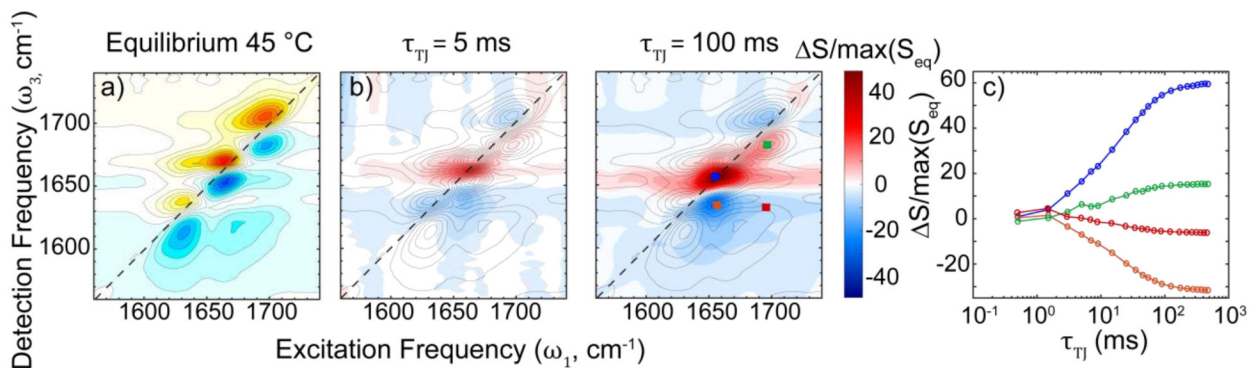 Equilibrium 45 °C
τTJ = 5 ms
τTJ = 100 ms
ΔS/max(Seq)
a)
b)
c)
Detection Frequency (ω3, cm-1)
1700
1650
1600
1600 1650 1700
1600 1650 1700
1600 1650 1700
Excitation Frequency (ω1, cm-1)
40
20
0
-20
-40
ΔS/max(Seq)
60
40
20
0
-20
10-1 100 101 102 103
τTJ (ms)